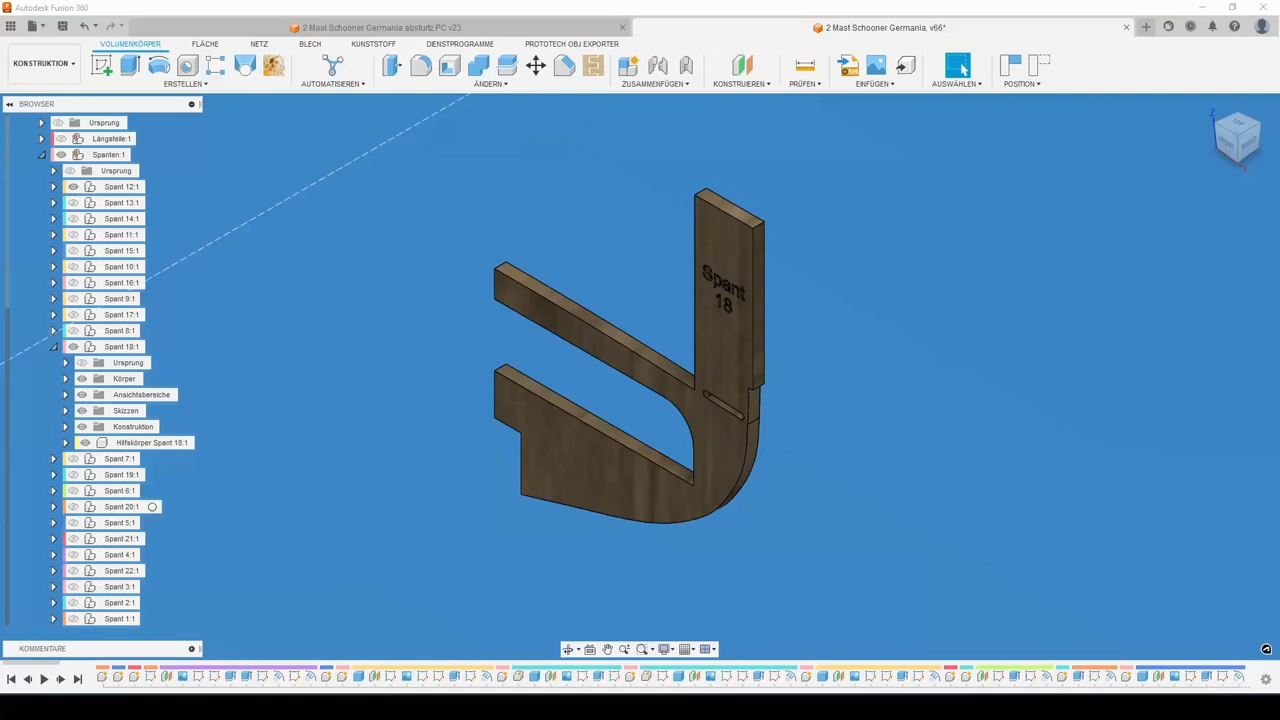 Autodesk Fusion 360
2 Mast Schooner Germania absturtz PC v23
2 Mast Schooner Germania. v66*
VOLUMENKÖRPER
FLÄCHE
NETZ
BLECH
KUNSTSTOFF
DIENSTPROGRAMME
PROTOTECH OBJ EXPORTER
KONSTRUKTION
ERSTELLEN
AUTOMATISIEREN
ÄNDERN
ZUSAMMENFÜGEN
KONSTRUIEREN
PRÜFEN
EINFÜGEN
AUSWÄHLEN
POSITION
BROWSER
Ursprung
Längsteile:1
Spanten:1
Ursprung
Spant 12:1
Spant 13:1
Spant 14:1
Spant 11:1
Spant 15:1
Spant 10:1
Spant 16:1
Spant 9:1
Spant 17:1
Spant 8:1
Spant 18:1
Ursprung
Körper
Ansichtsbereiche
Skizzen
Konstruktion
Hilfskörper Spant 18:1
Spant 7:1
Spant 19:1
Spant 6:1
Spant 20:1
Spant 5:1
Spant 21:1
Spant 4:1
Spant 22:1
Spant 3:1
Spant 2:1
Spant 1:1
Spant
18
Z
TOP
FRONT
KOMMENTARE